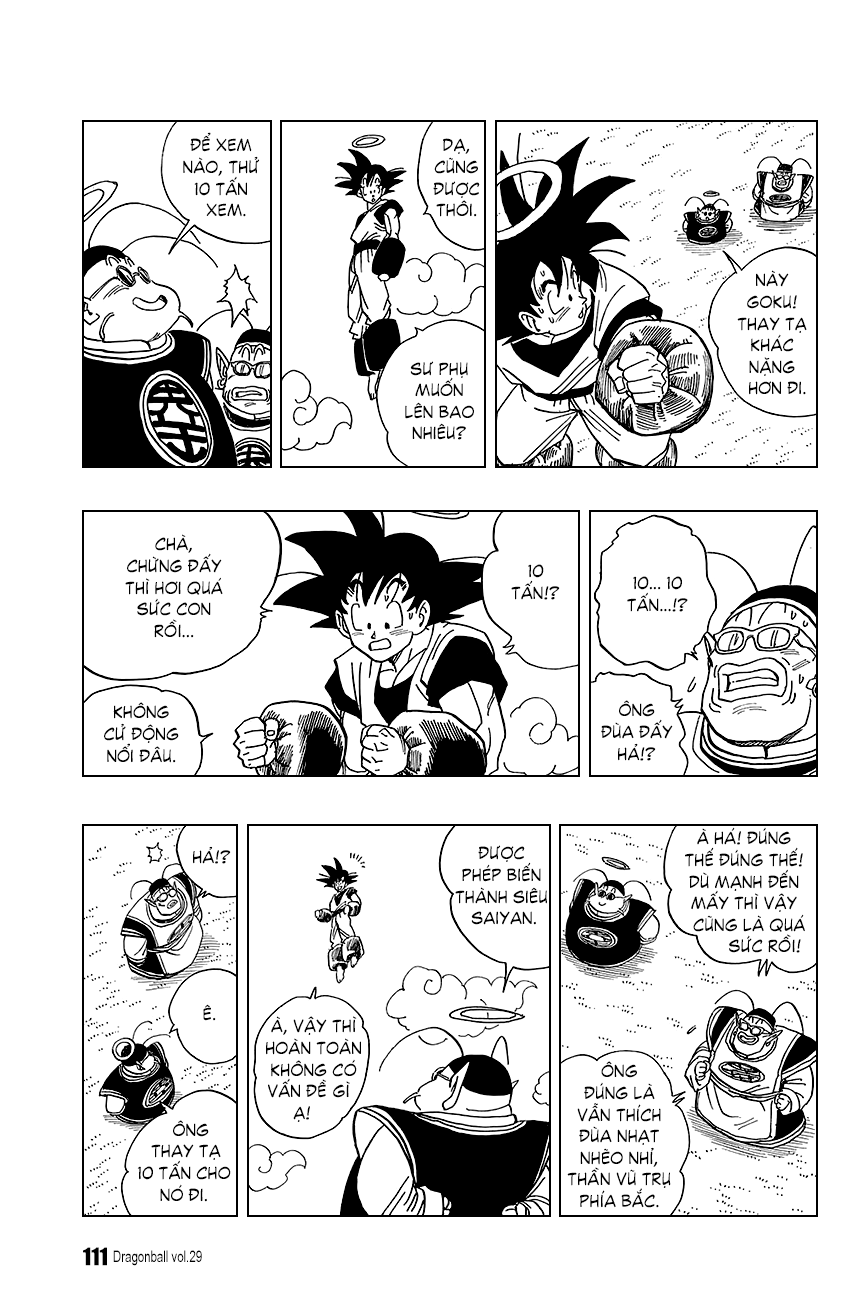 NÀY
GOKU!
THAY TẠ
KHÁC
NẶNG
HƠN ĐI.
DẠ,
CŨNG
ĐƯỢC
THÔI.
SƯ PHỤ
MUỐN
LÊN BAO
NHIÊU?
ĐỂ XEM
NÀO, THỬ
10 TẤN
XEM.
10... 10
TẤN...!?
ÔNG
ĐÙA ĐẤY
HẢ!?
10
TẤN!?
CHÀ,
CHỪNG ĐẤY
THÌ HƠI QUÁ
SỨC CON
RỒI...
KHÔNG
CỬ ĐỘNG
NỔI ĐÂU.
À HÁ! ĐÚNG
THẾ ĐÚNG THẾ!
DÙ MẠNH ĐẾN
MẤY THÌ VẬY
CŨNG LÀ QUÁ
SỨC RỒI!
ÔNG
ĐÚNG LÀ
VẪN THÍCH
ĐÙA NHẠT
NHẼO NHỈ,
THẦN VŨ TRỤ
PHÍA BẮC.
ĐƯỢC
PHÉP BIẾN
THÀNH SIÊU
SAIYAN.
À, VẬY THÌ
HOÀN TOÀN
KHÔNG CÓ
VẤN ĐỀ GÌ
Ạ!
HẢ!?
Ê.
ÔNG
THAY TẠ
10 TẤN CHO
NÓ ĐI.
111 Dragonball vol.29